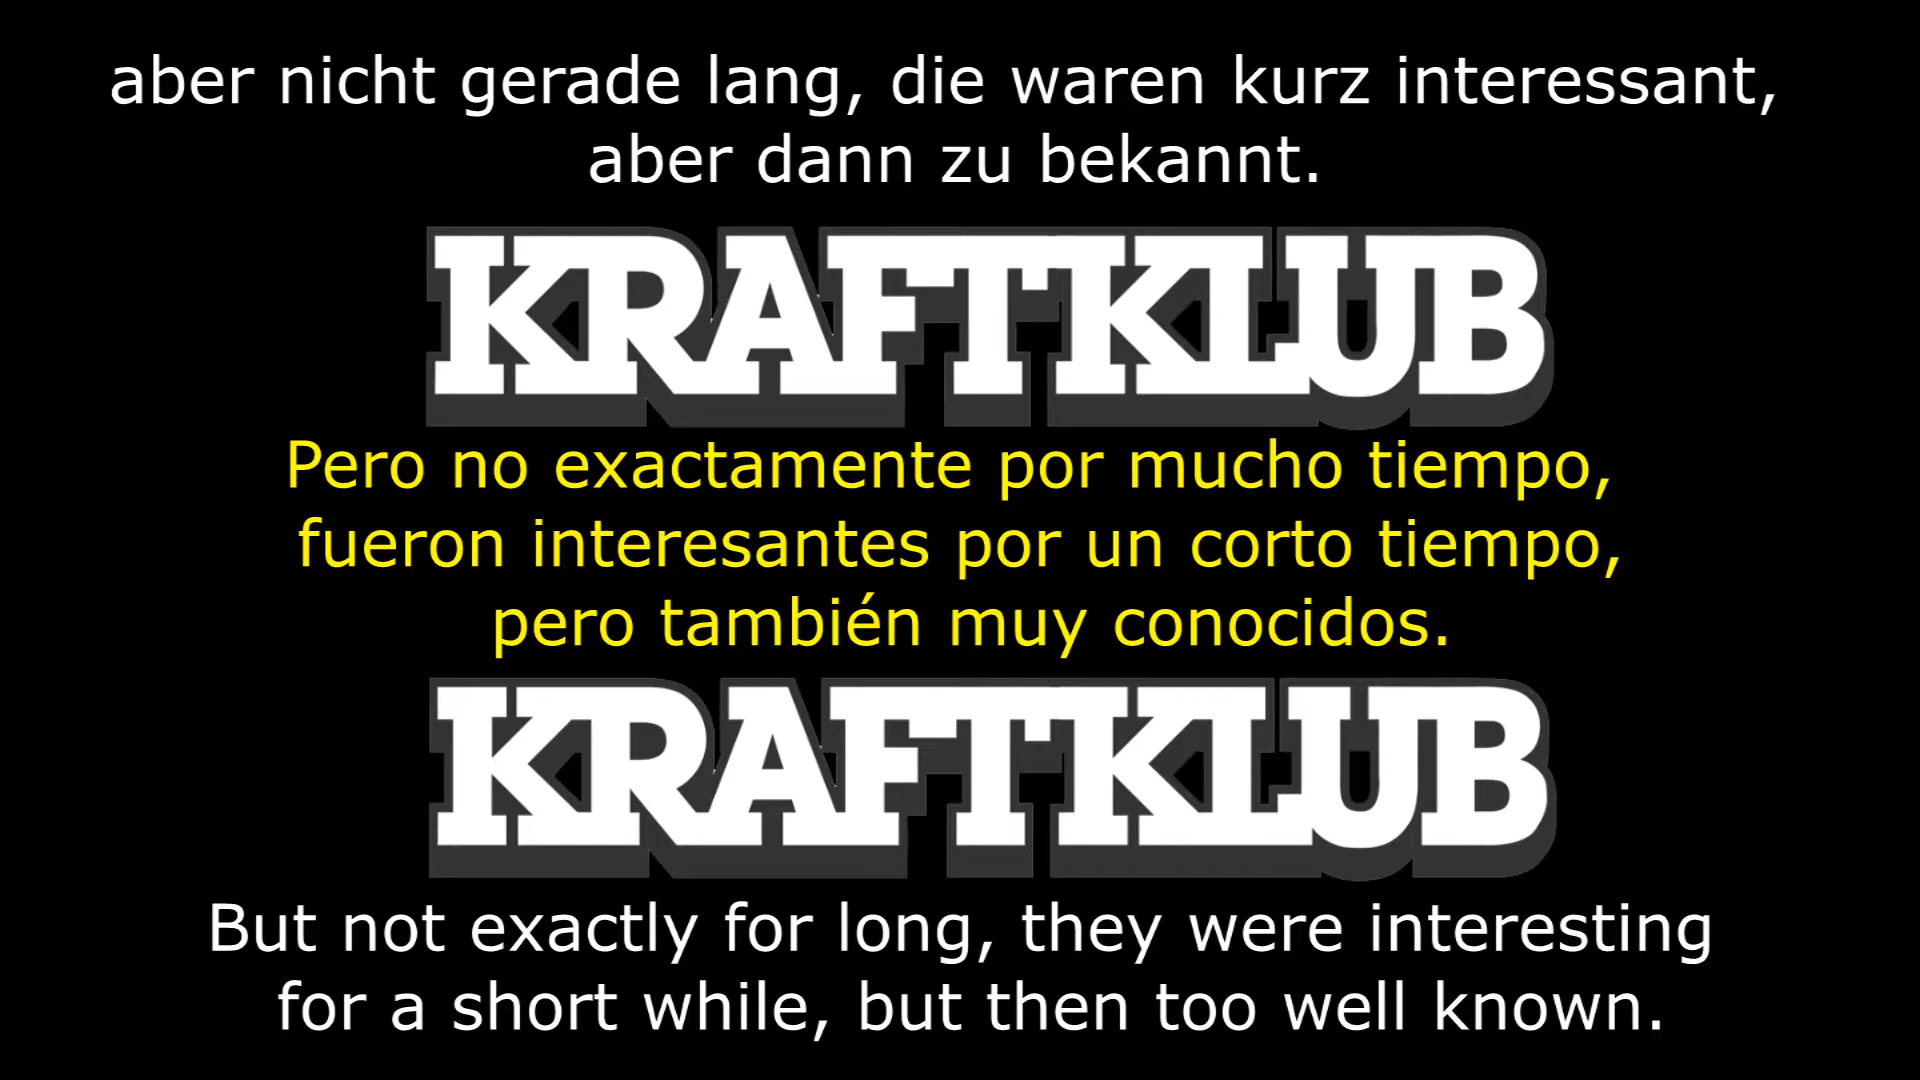 aber nicht gerade lang, die waren kurz interessant,
aber dann zu bekannt.
KRAFTKLUB
Pero no exactamente por mucho tiempo,
fueron interesantes por un corto tiempo,
pero también muy conocidos.
KRAFTKLUB
But not exactly for long, they were interesting
for a short while, but then too well known.